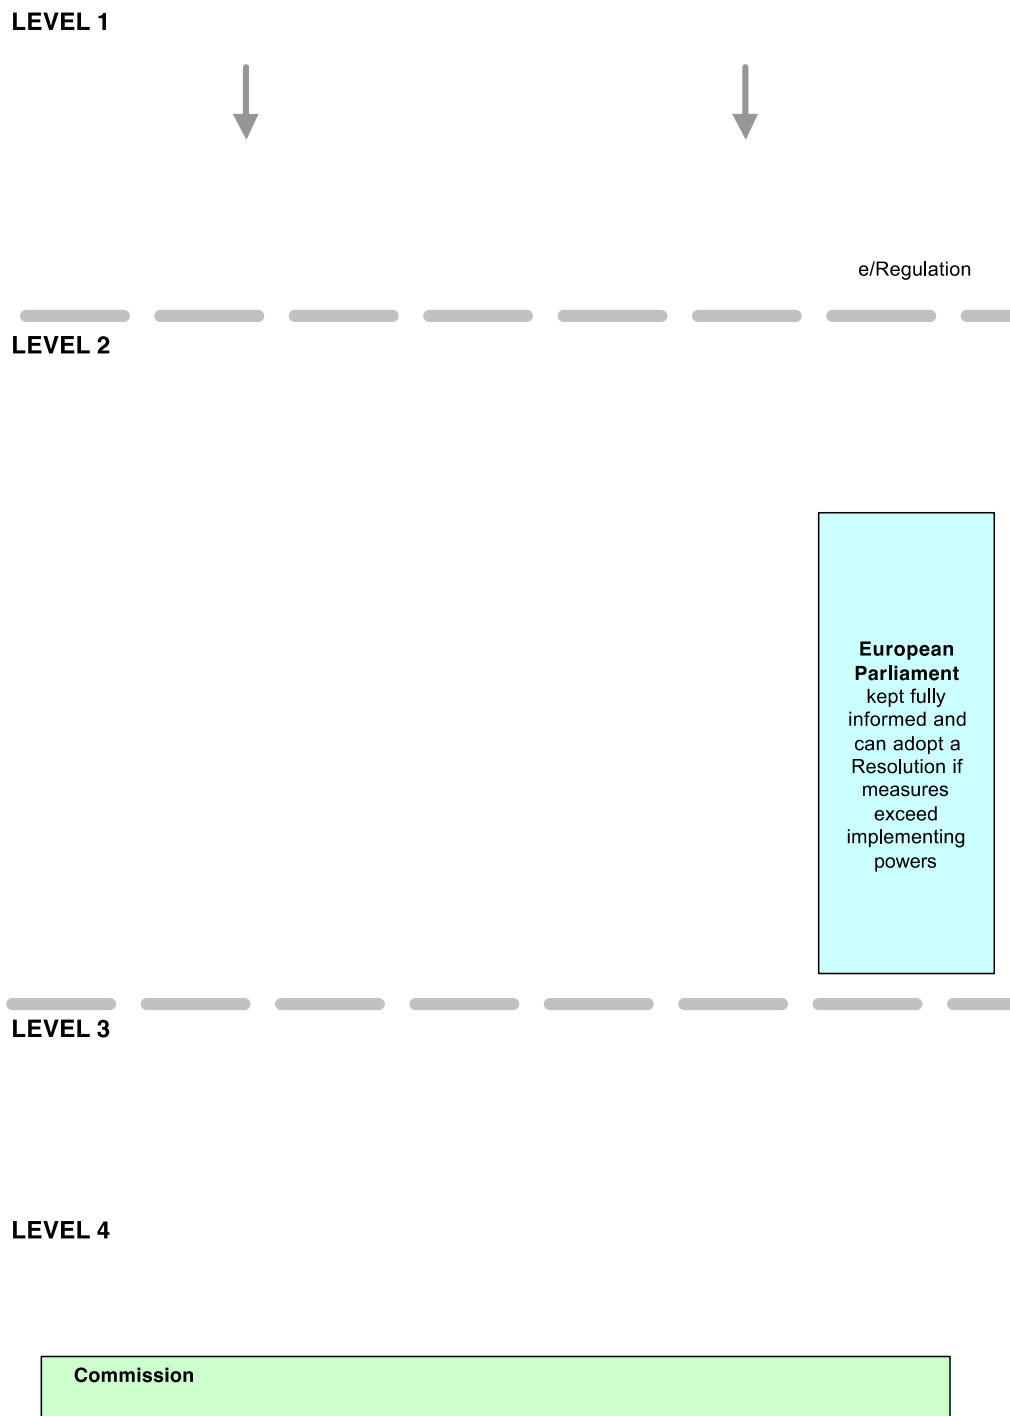 LEVEL 1
e/Regulation
LEVEL 2
European
Parliament
kept fully
informed and
can adopt a
Resolution if
measures
exceed
implementing
powers
LEVEL 3
LEVEL 4
Commission